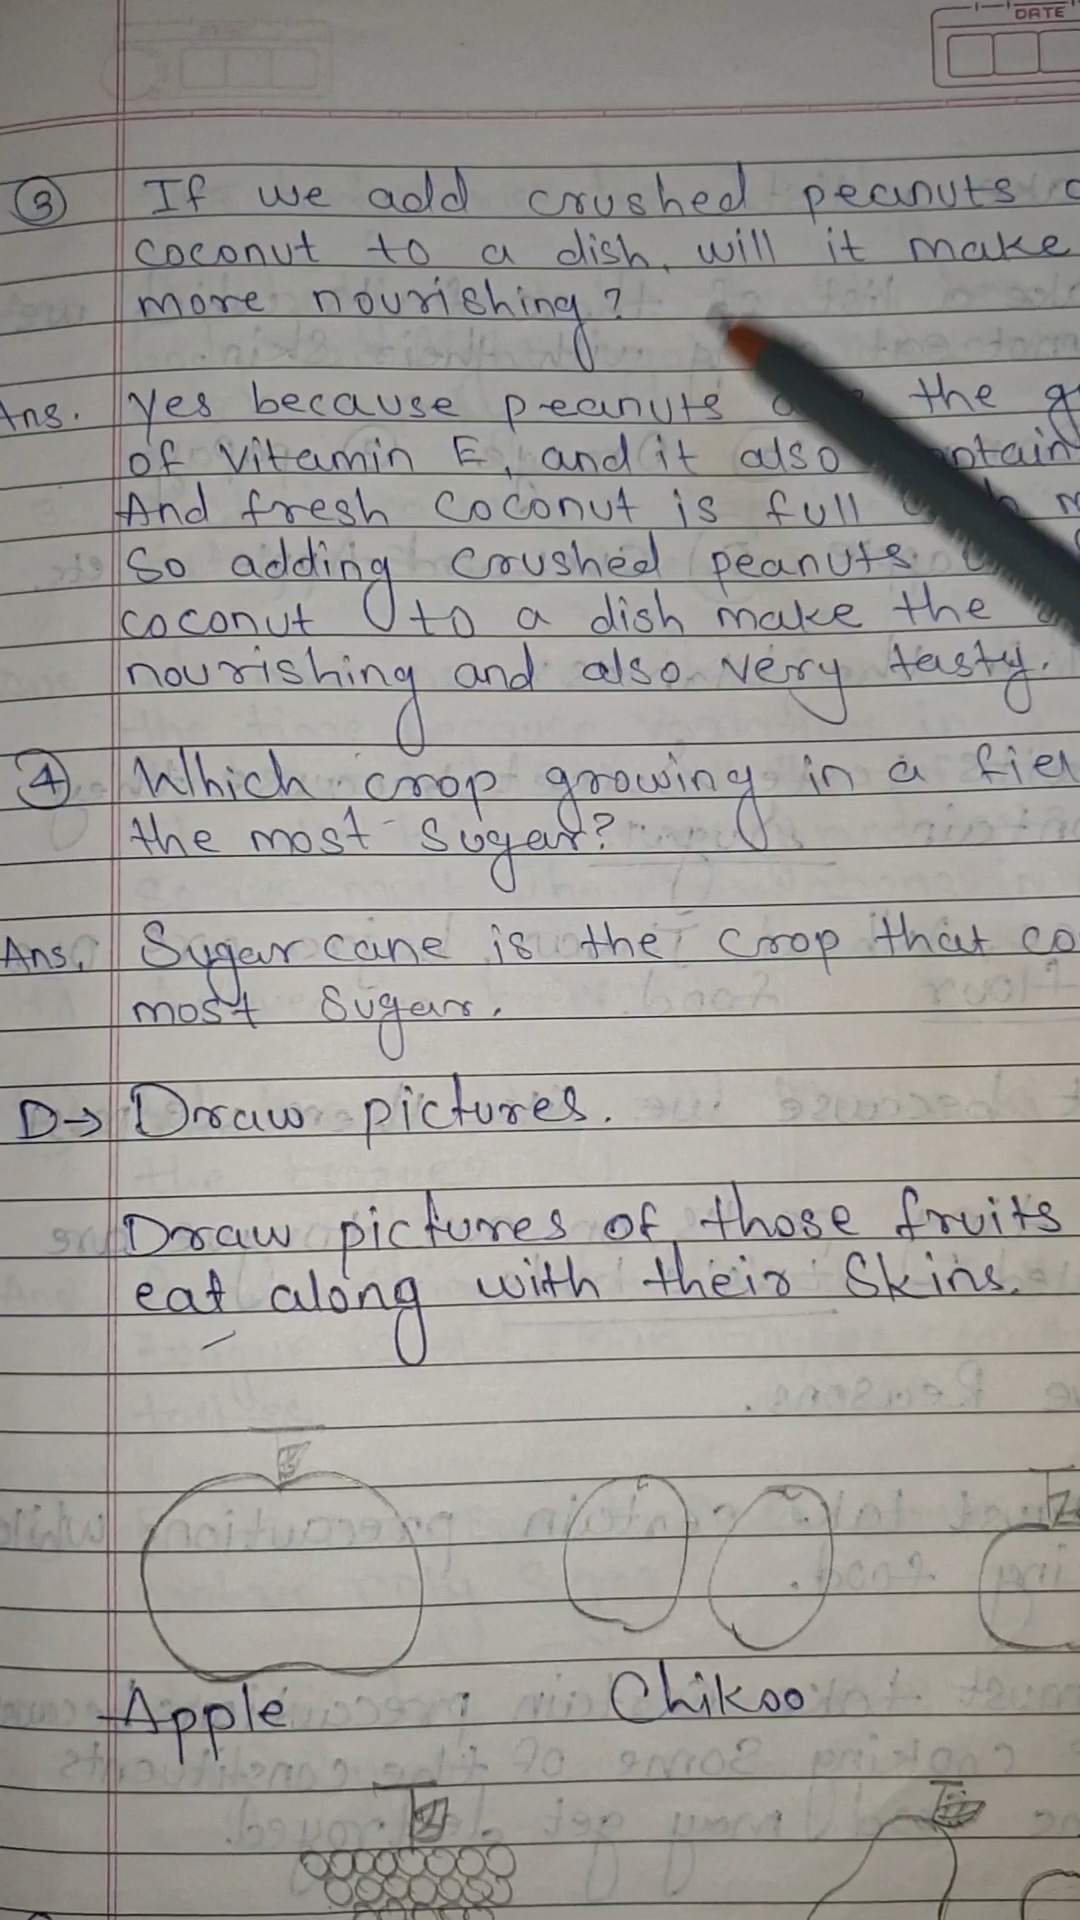 DATE
③ If we add crushed peanuts
coconut to a dish, will it make
more nourishing?
Ans. Yes because peanuts the
of Vitamin E, and it also
And fresh coconut is full
So adding crushed peanuts
coconut to a dish make the
nourishing and also very tasty.
④ Which crop growing in a
the most sugar?
Ans. Sugar cane is the crop that
most sugar.
D→ Draw pictures.
Draw pictures of those fruits
eat along with their skins.
Apple Chikoo